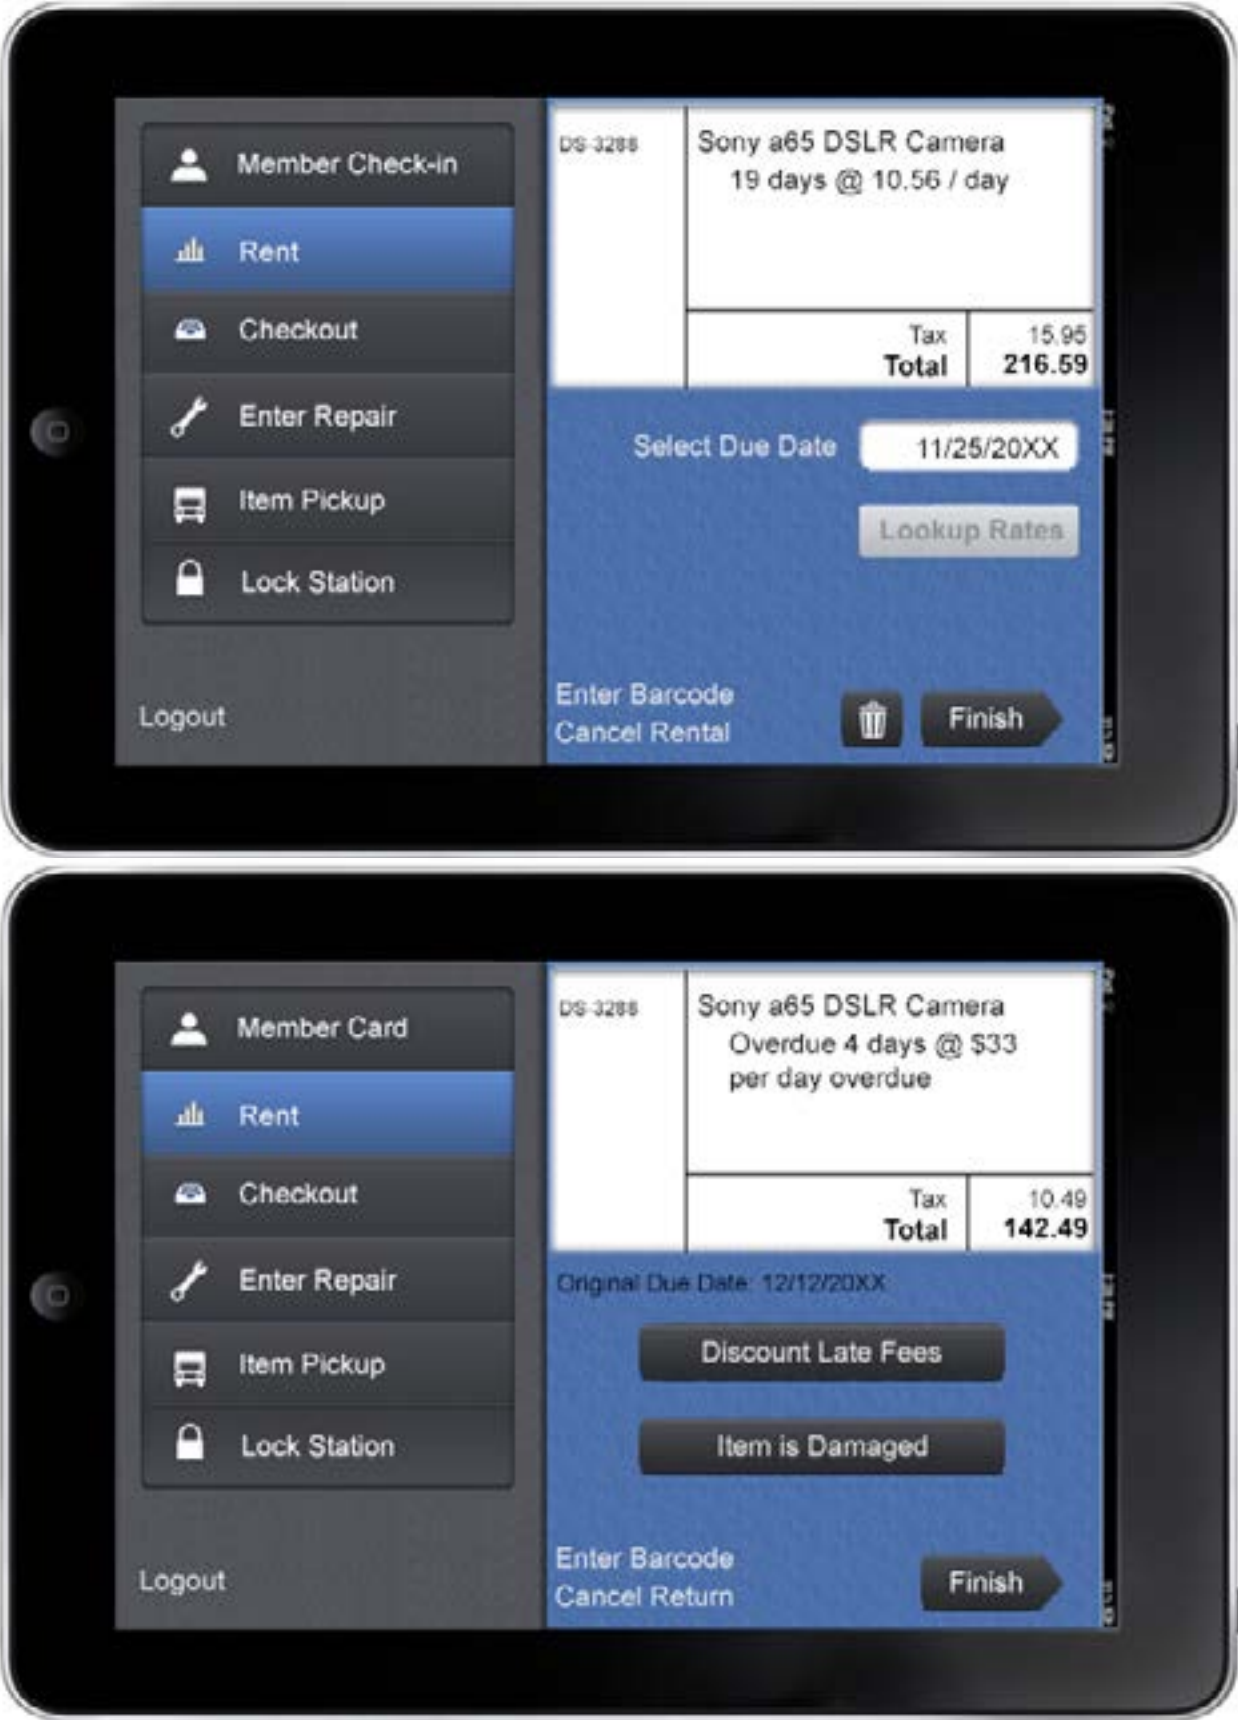 Member Check-in
Rent
Checkout
Enter Repair
Item Pickup
Lock Station
Logout
DS-3288
Sony a65 DSLR Camera
19 days @ 10.56 / day
Tax 15.95
Total 216.59
Select Due Date 11/25/20XX
Lookup Rates
Enter Barcode
Cancel Rental
Finish
Member Card
Rent
Checkout
Enter Repair
Item Pickup
Lock Station
Logout
DS-3288
Sony a65 DSLR Camera
Overdue 4 days @ $33
per day overdue
Tax 10.49
Total 142.49
Original Due Date: 12/12/20XX
Discount Late Fees
Item is Damaged
Enter Barcode
Cancel Return
Finish